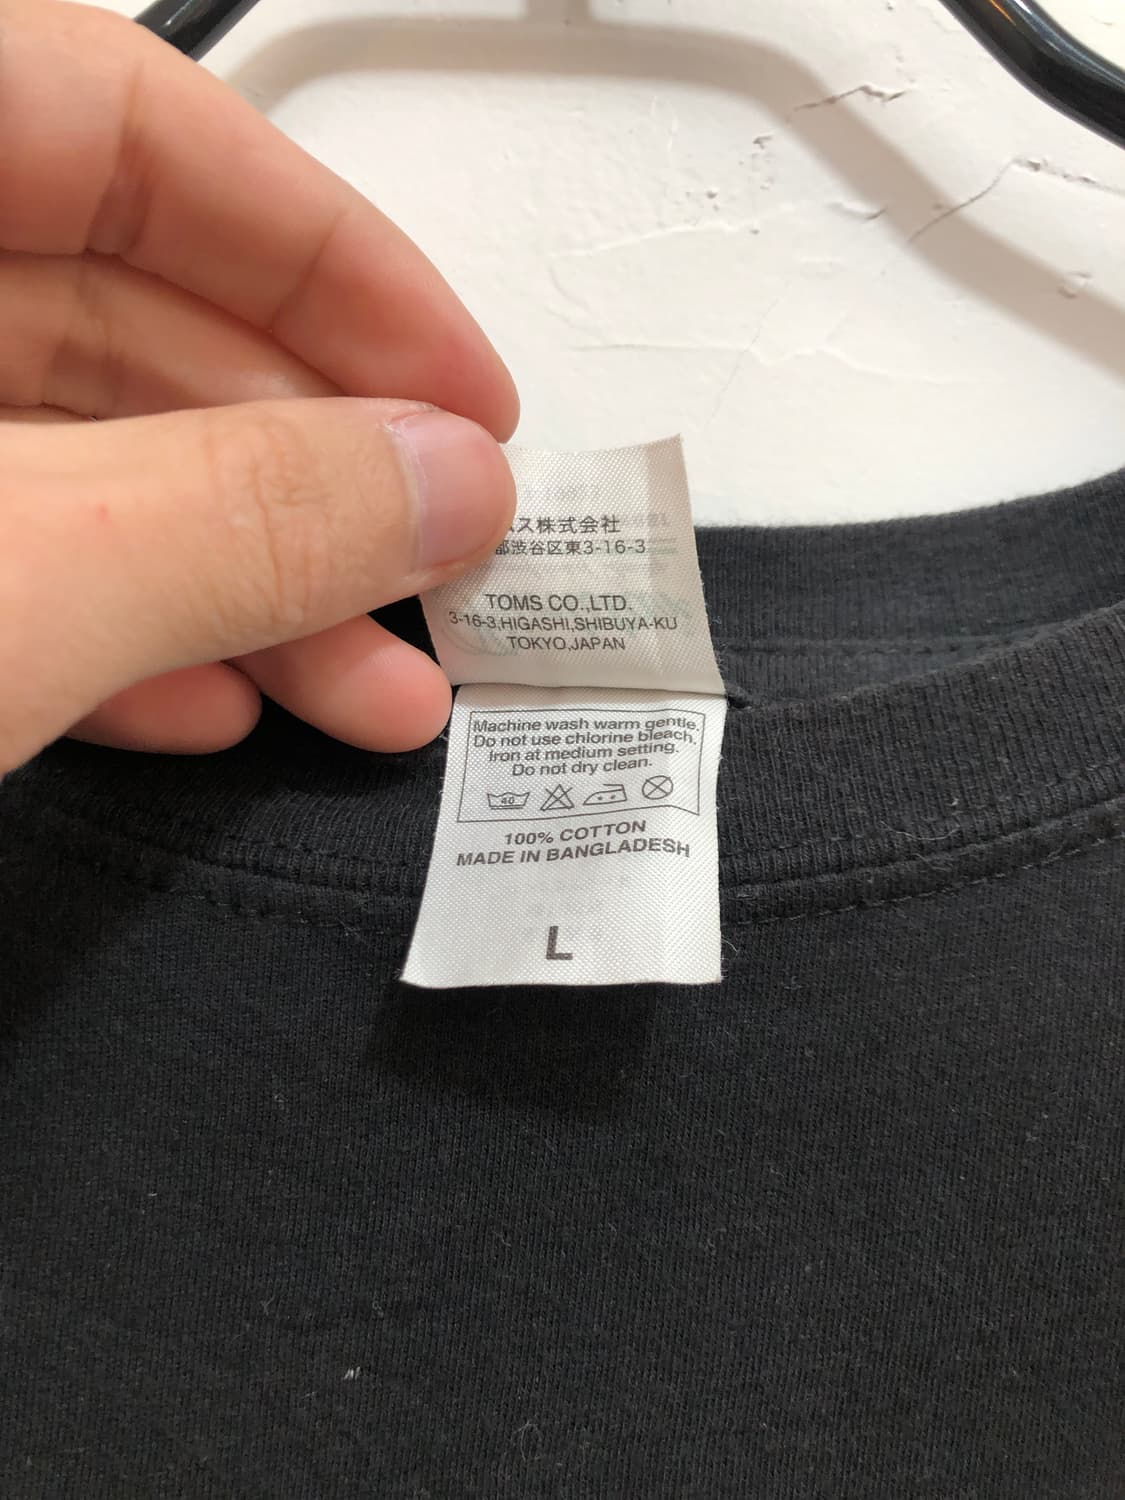 ス株式会社
都渋谷区東3-16-3
TOMS CO.,LTD.
3-16-3,HIGASHI,SHIBUYA-KU
TOKYO,JAPAN
Machine wash warm gentle.
Do not use chlorine bleach.
Iron at medium setting.
Do not dry clean.
40
100% COTTON
MADE IN BANGLADESH
L